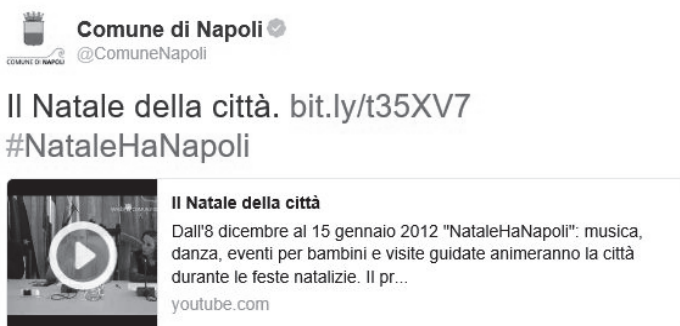 Comune di Napoli
COMUNE DI NAPOLI
@ComuneNapoli
Il Natale della città. bit.ly/t35XV7
#NataleHaNapoli
Il Natale della città
Dall'8 dicembre al 15 gennaio 2012 "NataleHaNapoli": musica,
danza, eventi per bambini e visite guidate animeranno la città
durante le feste natalizie. Il pr...
youtube.com